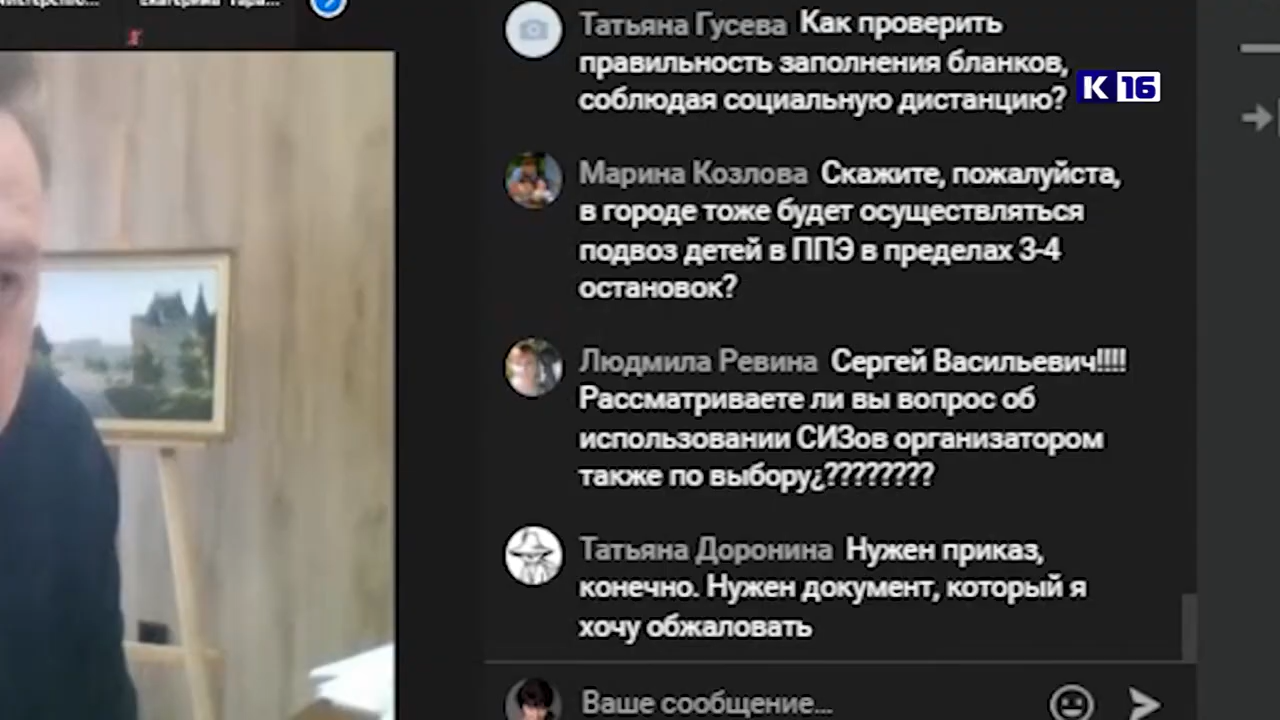 Татьяна Гусева Как проверить
правильность заполнения бланков,
соблюдая социальную дистанцию?
К 16
Марина Козлова Скажите, пожалуйста,
в городе тоже будет осуществляться
подвоз детей в ППЭ в пределах 3-4
остановок?
Людмила Ревина Сергей Васильевич!!!!
Рассматриваете ли вы вопрос об
использовании СИЗов организатором
также по выбору¿????????
Татьяна Доронина Нужен приказ,
конечно. Нужен документ, который я
хочу обжаловать
Ваше сообщение...